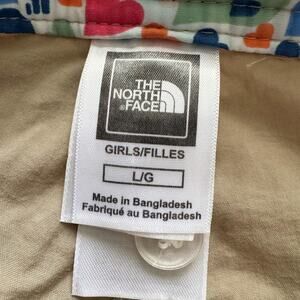 THE
NORTH
FACE
GIRLS/FILLES
L/G
Made in Bangladesh
Fabriqué au Bangladesh